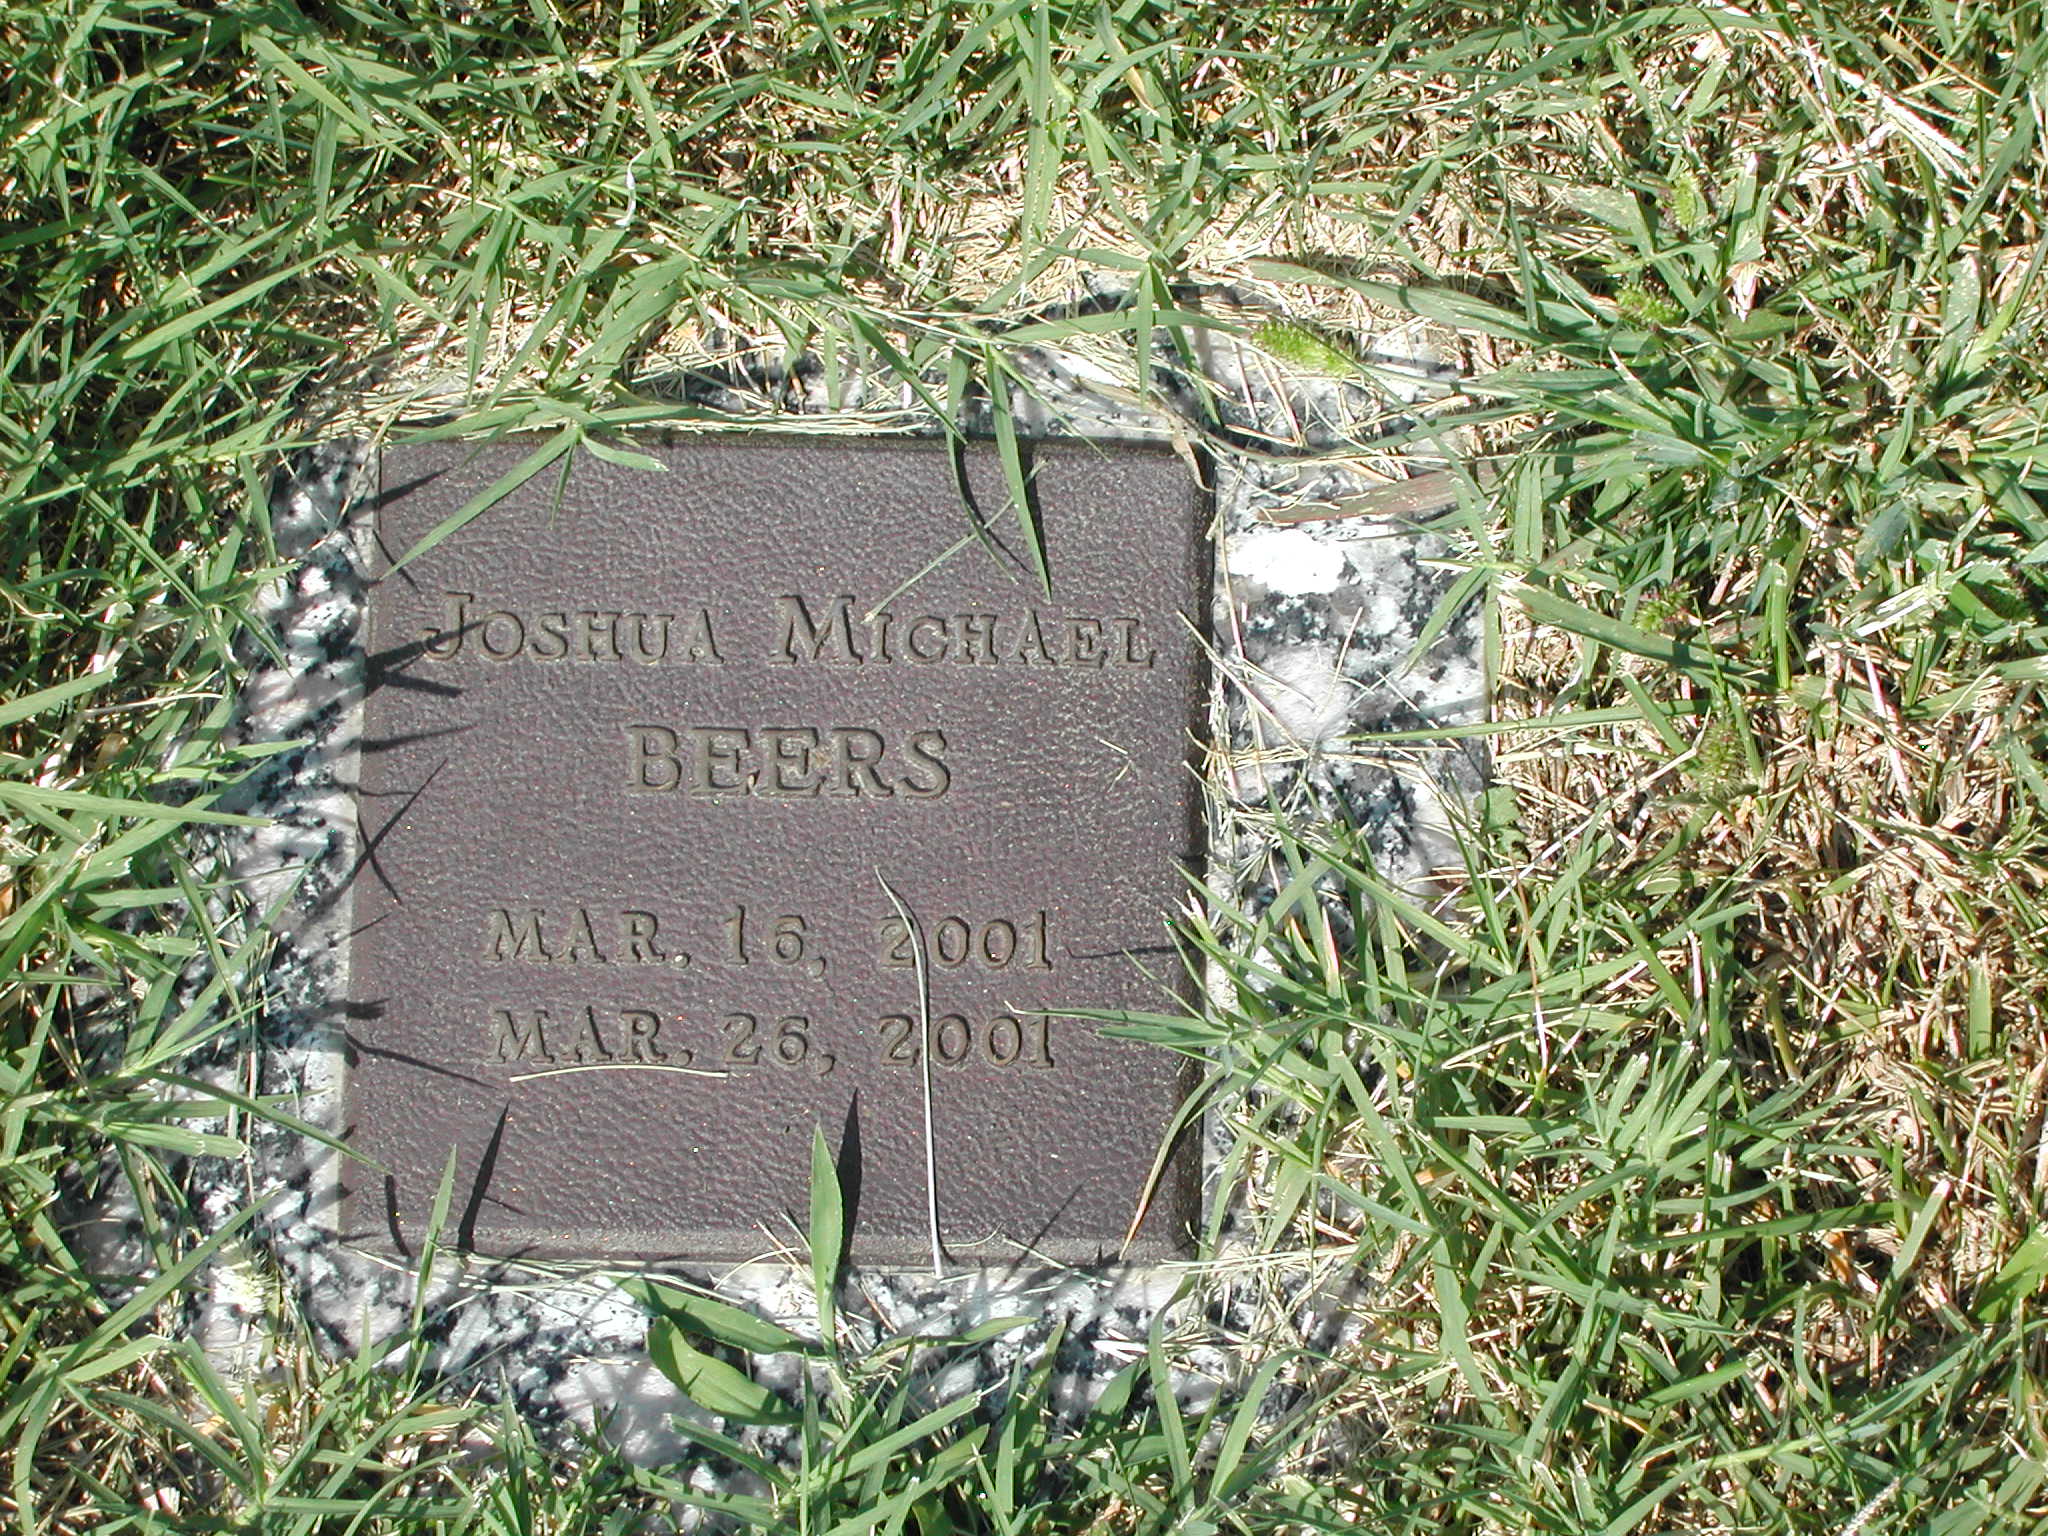 JOSHUA MICHAEL
BEERS
MAR. 16, 2001
MAR. 26, 2001